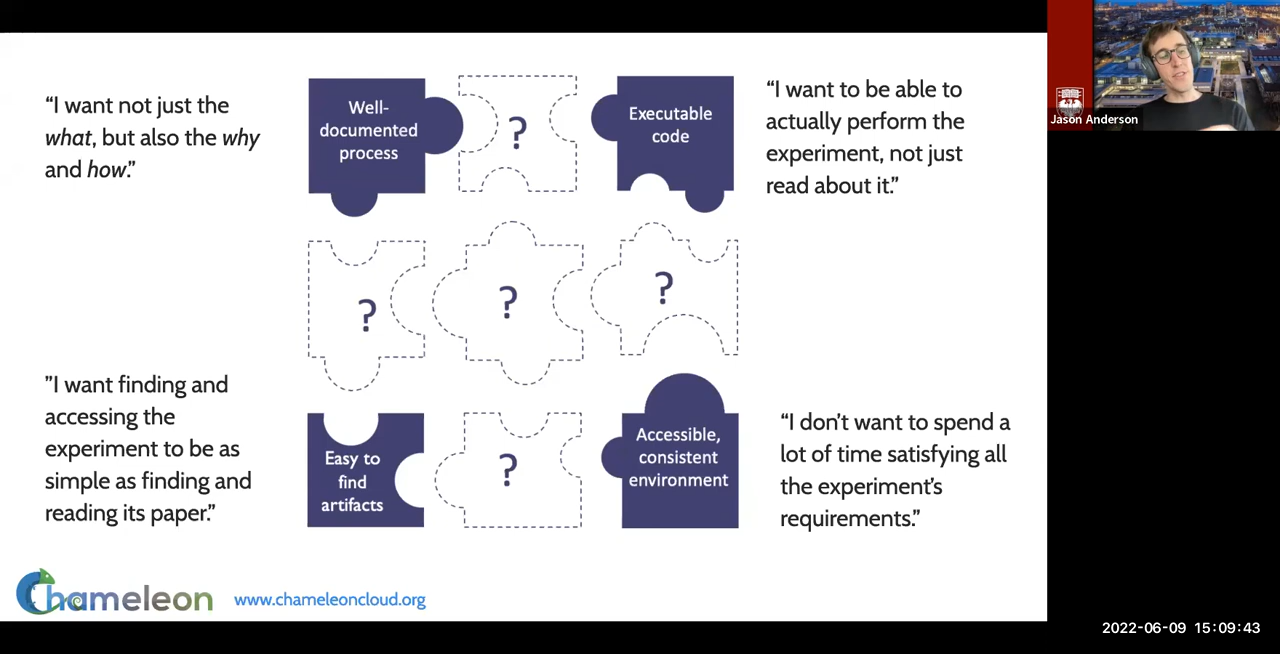 “I want not just the
what, but also the why
and how.”
Well-
documented
process
?
Executable
code
“I want to be able to
actually perform the
experiment, not just
read about it.”
Jason Anderson
?
?
?
”I want finding and
accessing the
experiment to be as
simple as finding and
reading its paper.”
Easy to
find
artifacts
?
Accessible,
consistent
environment
“I don’t want to spend a
lot of time satisfying all
the experiment’s
requirements.”
Chameleon
www.chameleoncloud.org
2022-06-09 15:09:43